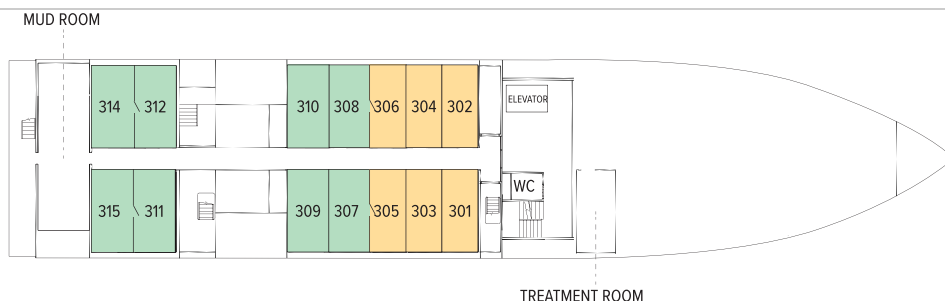 MUD ROOM
314 312 310 308 306 304 302
ELEVATOR
WC
315 311 309 307 305 303 301
TREATMENT ROOM